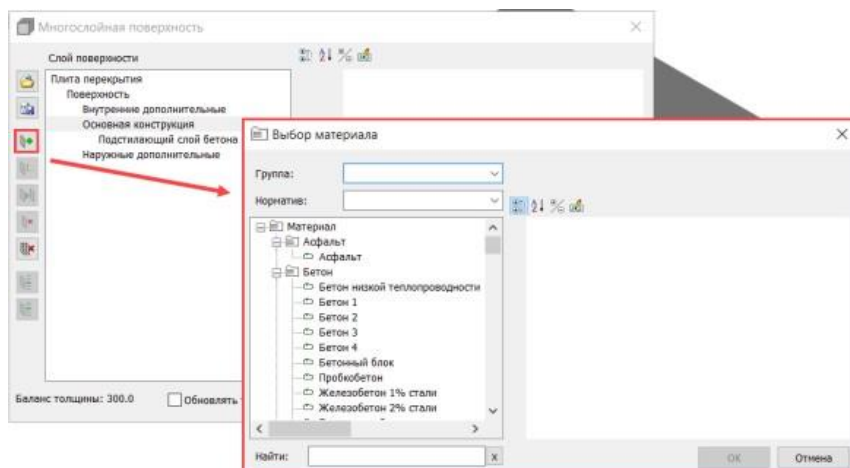 Многослойная поверхность
Слой поверхности
Плита перекрытия
Поверхность
Внутренние дополнительные
Основная конструкция
Подстилающий слой бетона
Наружные дополнительные
Баланс толщины: 300.0
Обновлять
Выбор материала
Группа:
Норматив:
Материал
Асфальт
Асфальт
Бетон
Бетон низкой теплопроводности
Бетон 1
Бетон 2
Бетон 3
Бетон 4
Бетонный блок
Пробкобетон
Железобетон 1% стали
Железобетон 2% стали
Найти:
x
ОК
Отмена